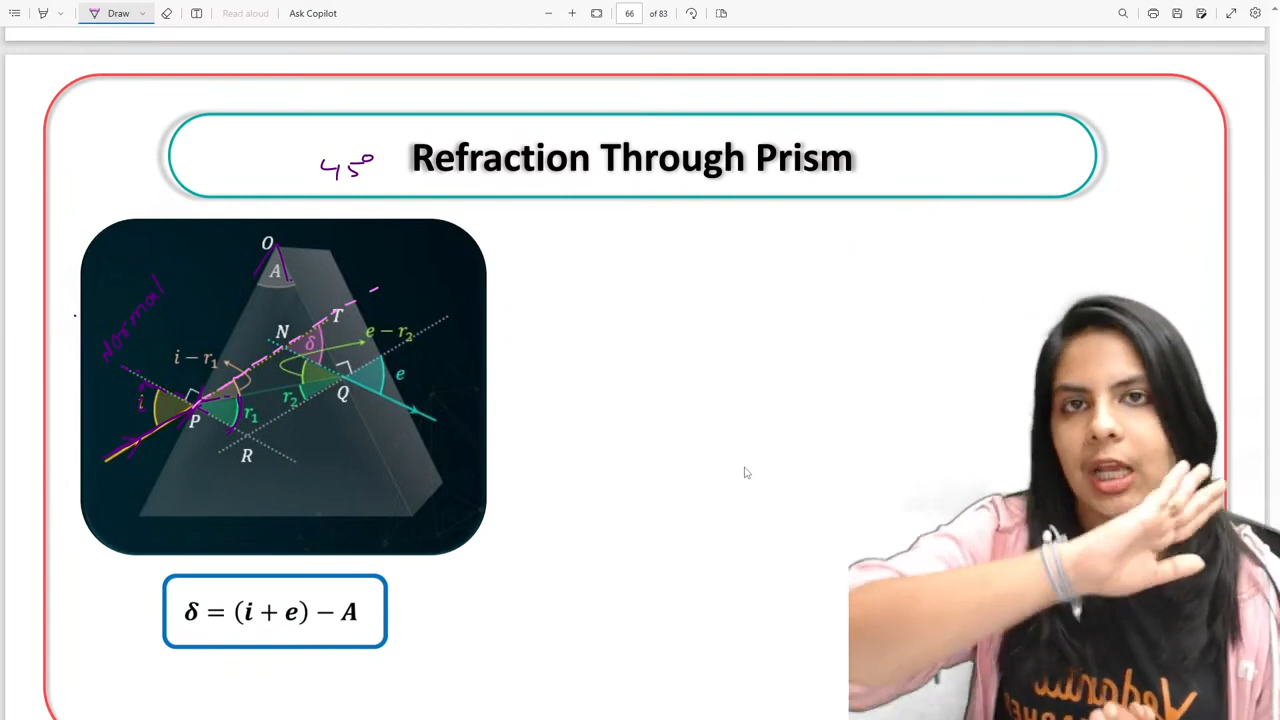 Draw
Read aloud
Ask Copilot
66
of 83
Refraction Through Prism
45°
O
A
Normal
N
T
δ
e − r₂
i − r₁
i
e
r₁
r₂
P
Q
R
δ = (i + e) − A